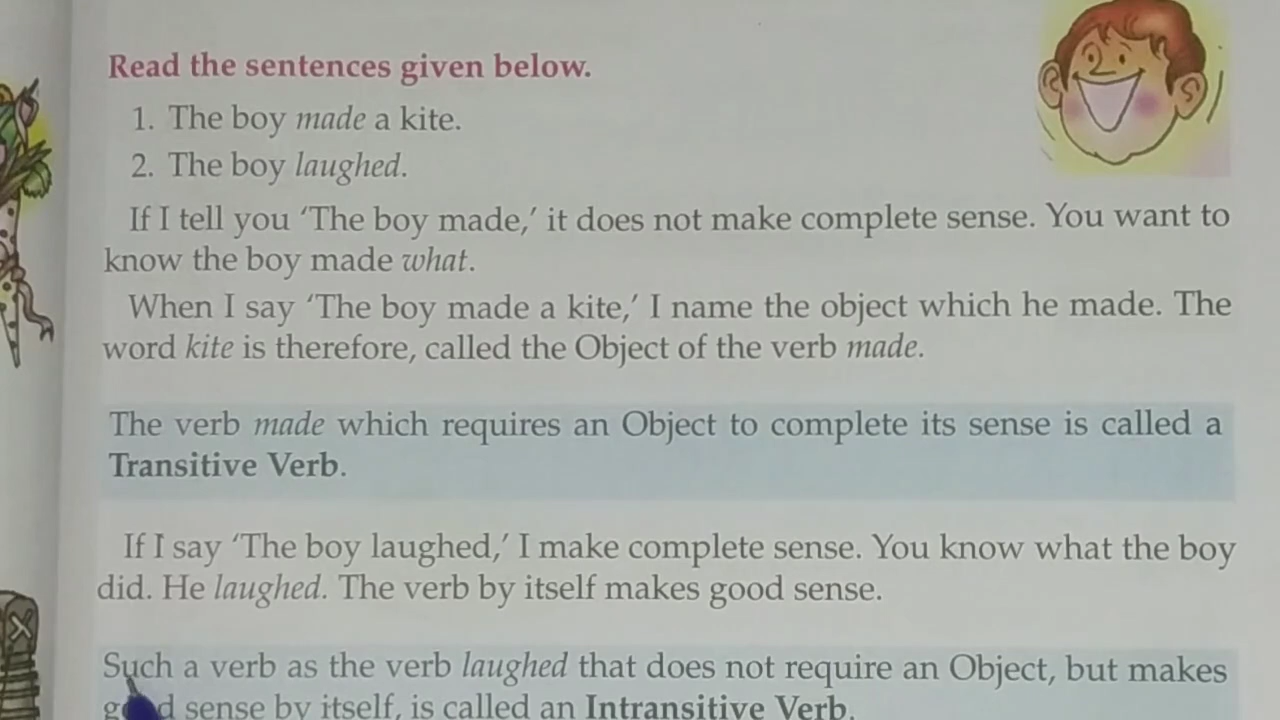 Read the sentences given below.
1. The boy made a kite.
2. The boy laughed.
If I tell you ‘The boy made,’ it does not make complete sense. You want to
know the boy made what.
When I say ‘The boy made a kite,’ I name the object which he made. The
word kite is therefore, called the Object of the verb made.
The verb made which requires an Object to complete its sense is called a
Transitive Verb.
If I say ‘The boy laughed,’ I make complete sense. You know what the boy
did. He laughed. The verb by itself makes good sense.
Such a verb as the verb laughed that does not require an Object, but makes
good sense by itself, is called an Intransitive Verb.